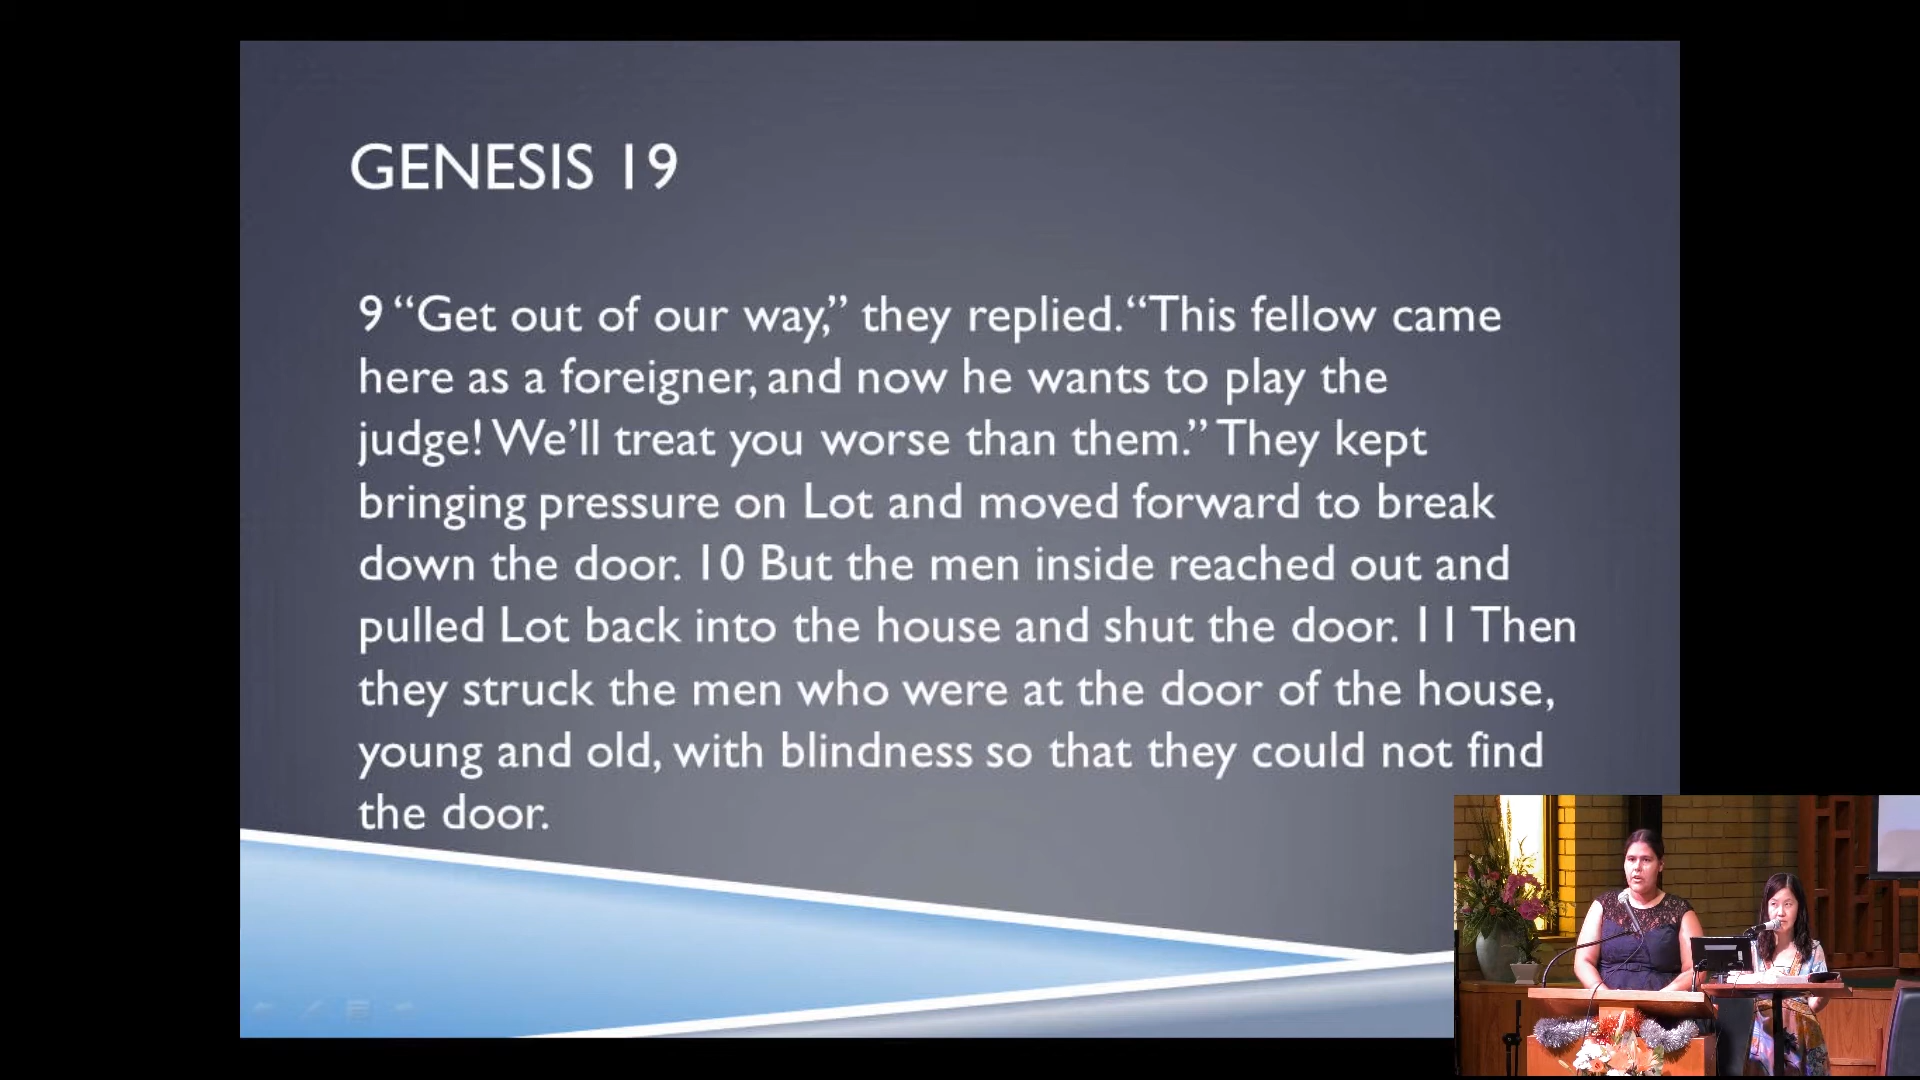 GENESIS 19
9 “Get out of our way,” they replied. “This fellow came
here as a foreigner, and now he wants to play the
judge! We’ll treat you worse than them.” They kept
bringing pressure on Lot and moved forward to break
down the door. 10 But the men inside reached out and
pulled Lot back into the house and shut the door. 11 Then
they struck the men who were at the door of the house,
young and old, with blindness so that they could not find
the door.